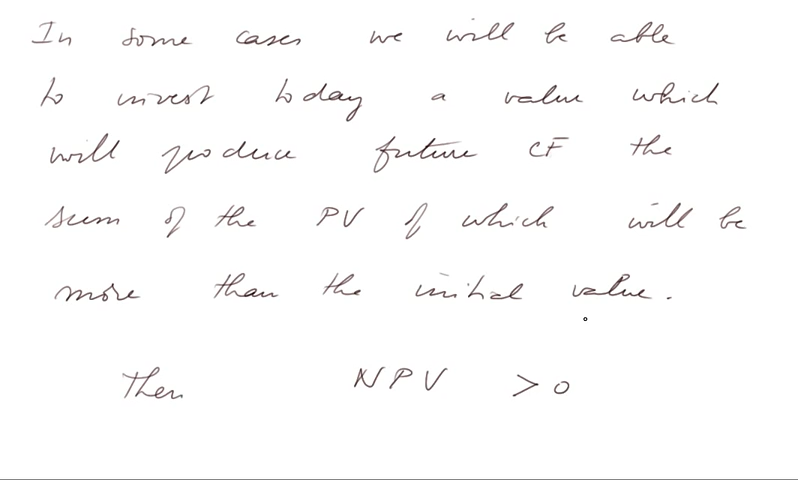 In some cases we will be able
to invest today a value which
will produce future CF the
sum of the PV of which will be
more than the initial value.
Then NPV > 0